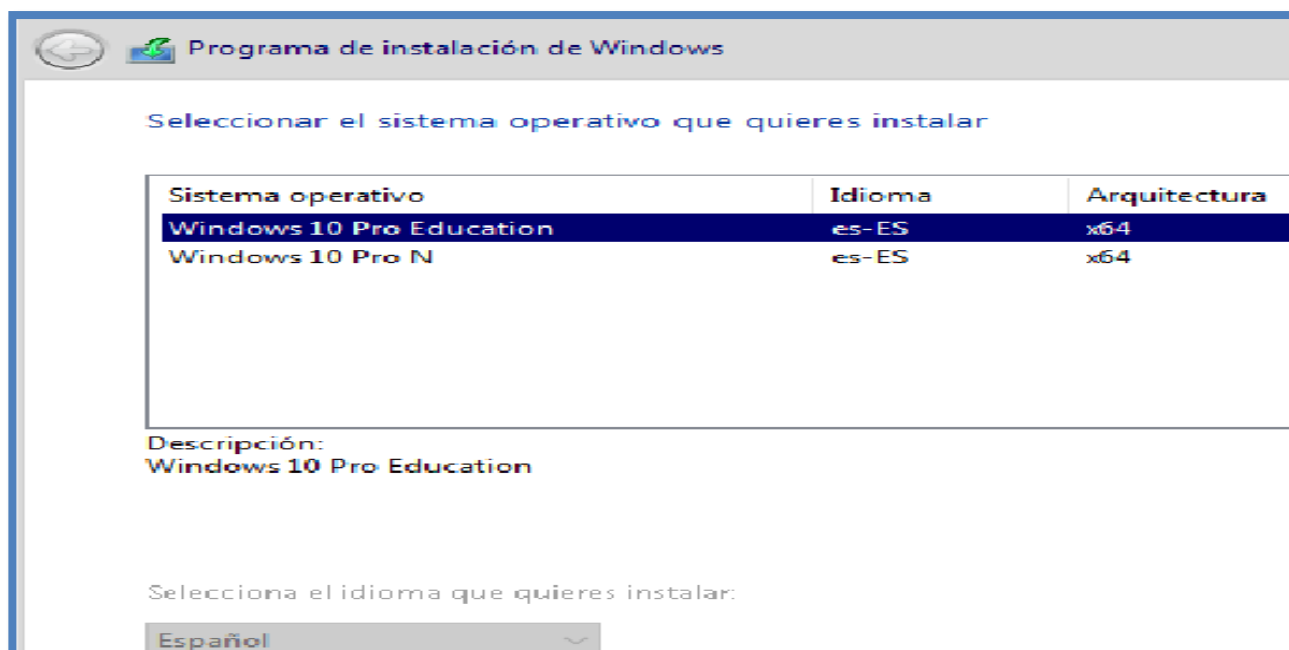 Programa de instalación de Windows
Seleccionar el sistema operativo que quieres instalar
Sistema operativo Idioma Arquitectura
Windows 10 Pro Education es-ES x64
Windows 10 Pro N es-ES x64
Descripción:
Windows 10 Pro Education
Selecciona el idioma que quieres instalar:
Español